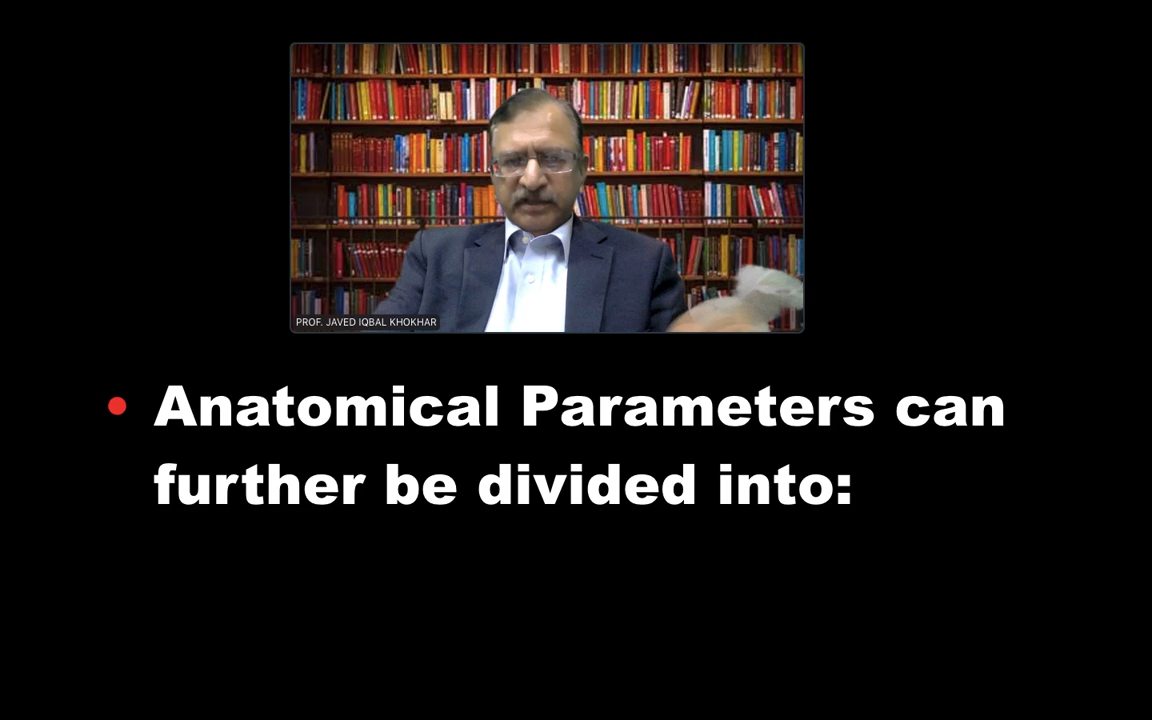 PROF. JAVED IQBAL KHOKHAR
• Anatomical Parameters can
further be divided into: